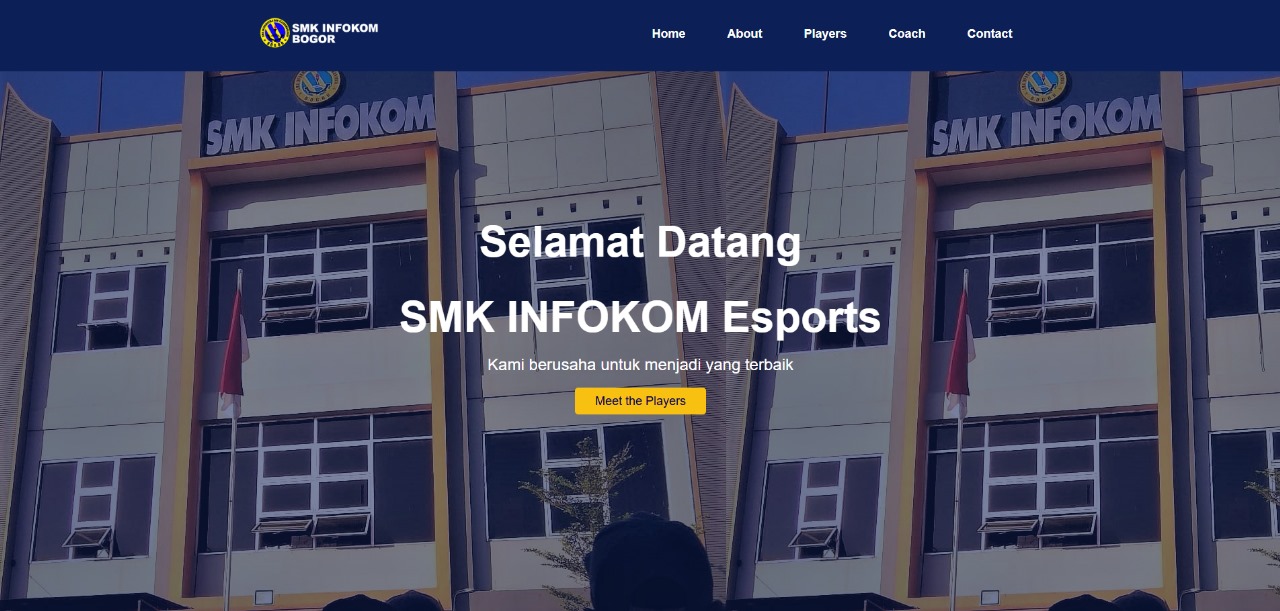 SMK INFOKOM
BOGOR
Home
About
Players
Coach
Contact
SMK INFOKOM
SMK INFOKOM
Selamat Datang
SMK INFOKOM Esports
Kami berusaha untuk menjadi yang terbaik
Meet the Players